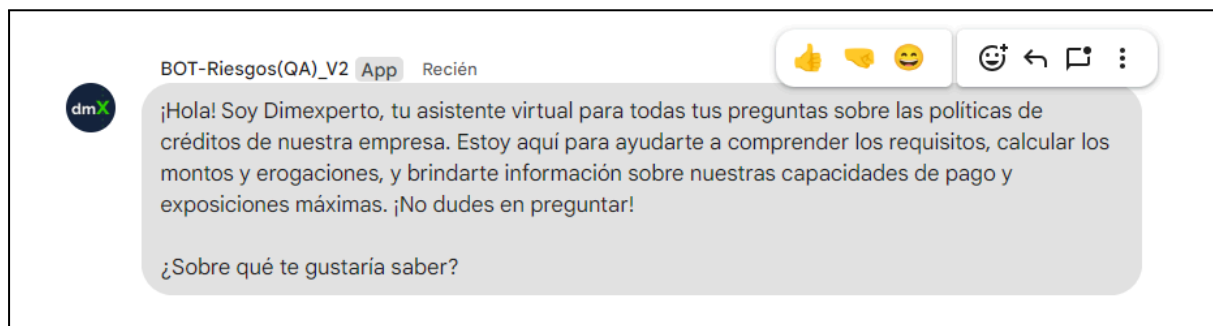 BOT-Riesgos(QA)_V2 App Recién
dmX
¡Hola! Soy Dimexperto, tu asistente virtual para todas tus preguntas sobre las políticas de
créditos de nuestra empresa. Estoy aquí para ayudarte a comprender los requisitos, calcular los
montos y erogaciones, y brindarte información sobre nuestras capacidades de pago y
exposiciones máximas. ¡No dudes en preguntar!
¿Sobre qué te gustaría saber?